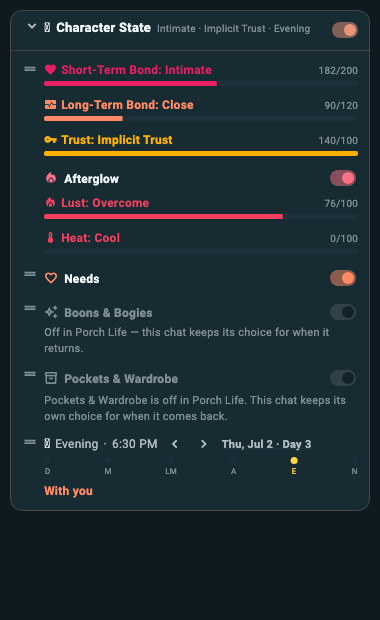 Character State Intimate · Implicit Trust · Evening
Short-Term Bond: Intimate 182/200
Long-Term Bond: Close 90/120
Trust: Implicit Trust 140/100
Afterglow
Lust: Overcome 76/100
Heat: Cool 0/100
Needs
Boons & Bogies
Off in Porch Life — this chat keeps its choice for when it
returns.
Pockets & Wardrobe
Pockets & Wardrobe is off in Porch Life. This chat keeps its
own choice for when it comes back.
Evening · 6:30 PM Thu, Jul 2 · Day 3
D M LM A E N
With you